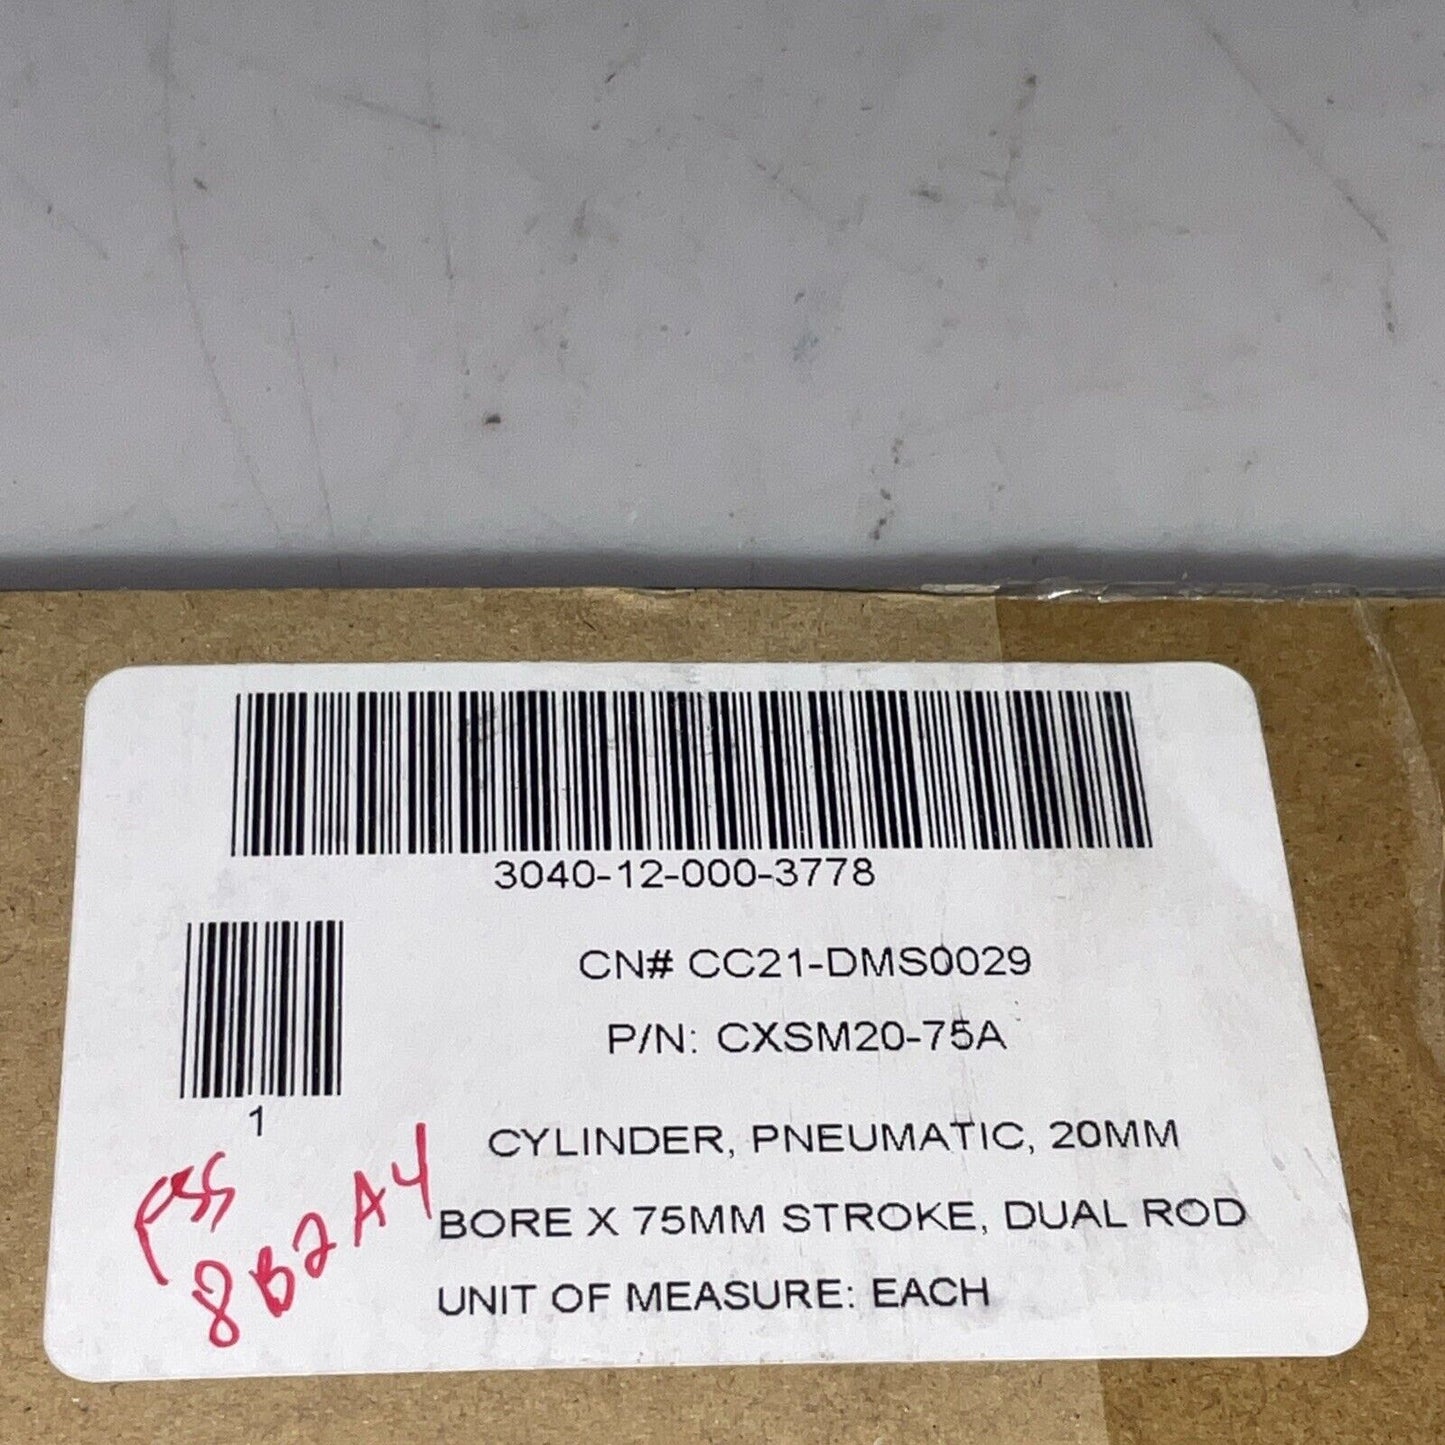 3040-12-000-3778
CN# CC21-DMS0029
P/N: CXSM20-75A
1
CYLINDER, PNEUMATIC, 20MM
BORE X 75MM STROKE, DUAL ROD
UNIT OF MEASURE: EACH
8B2A4